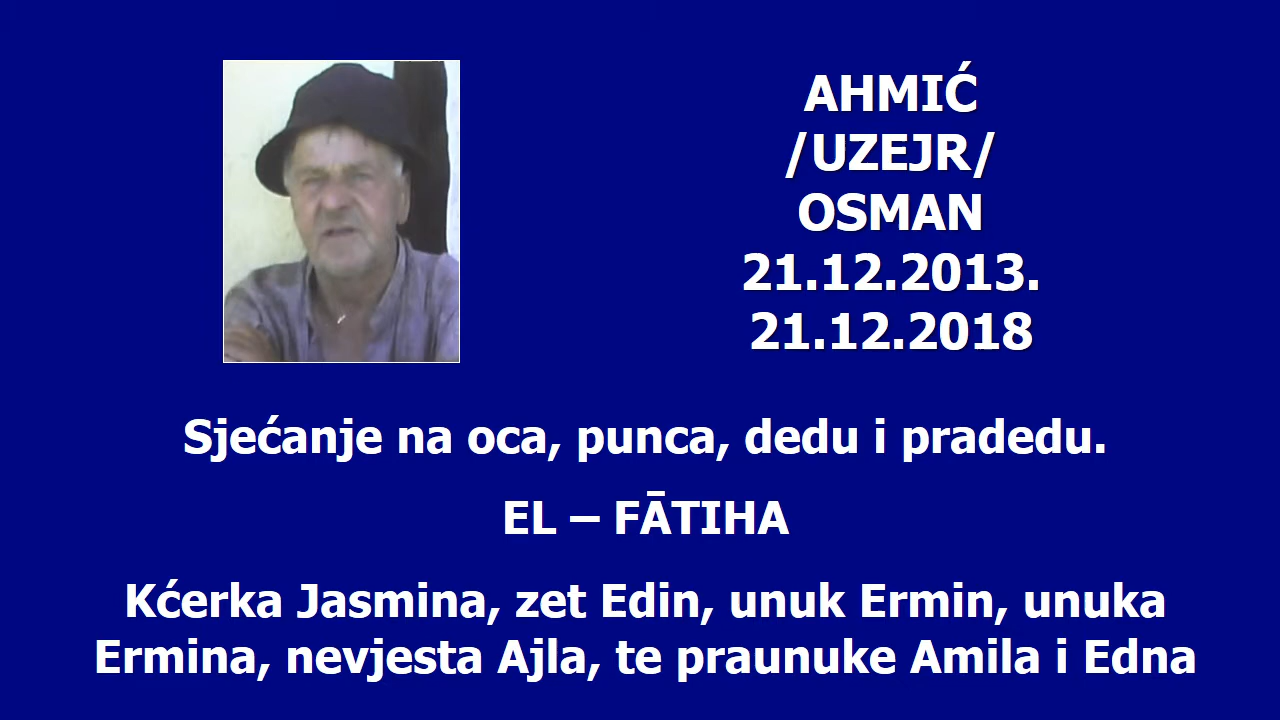 AHMIĆ
/UZEJR/
OSMAN
21.12.2013.
21.12.2018
Sjećanje na oca, punca, dedu i pradedu.
EL – FĀTIHA
Kćerka Jasmina, zet Edin, unuk Ermin, unuka
Ermina, nevjesta Ajla, te praunuke Amila i Edna